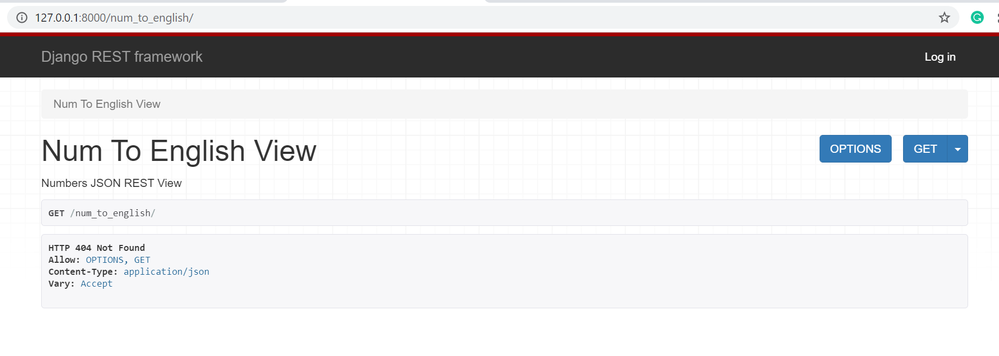 127.0.0.1:8000/num_to_english/
Django REST framework
Log in
Num To English View
Num To English View
OPTIONS
GET
Numbers JSON REST View
GET /num_to_english/
HTTP 404 Not Found
Allow: OPTIONS, GET
Content-Type: application/json
Vary: Accept